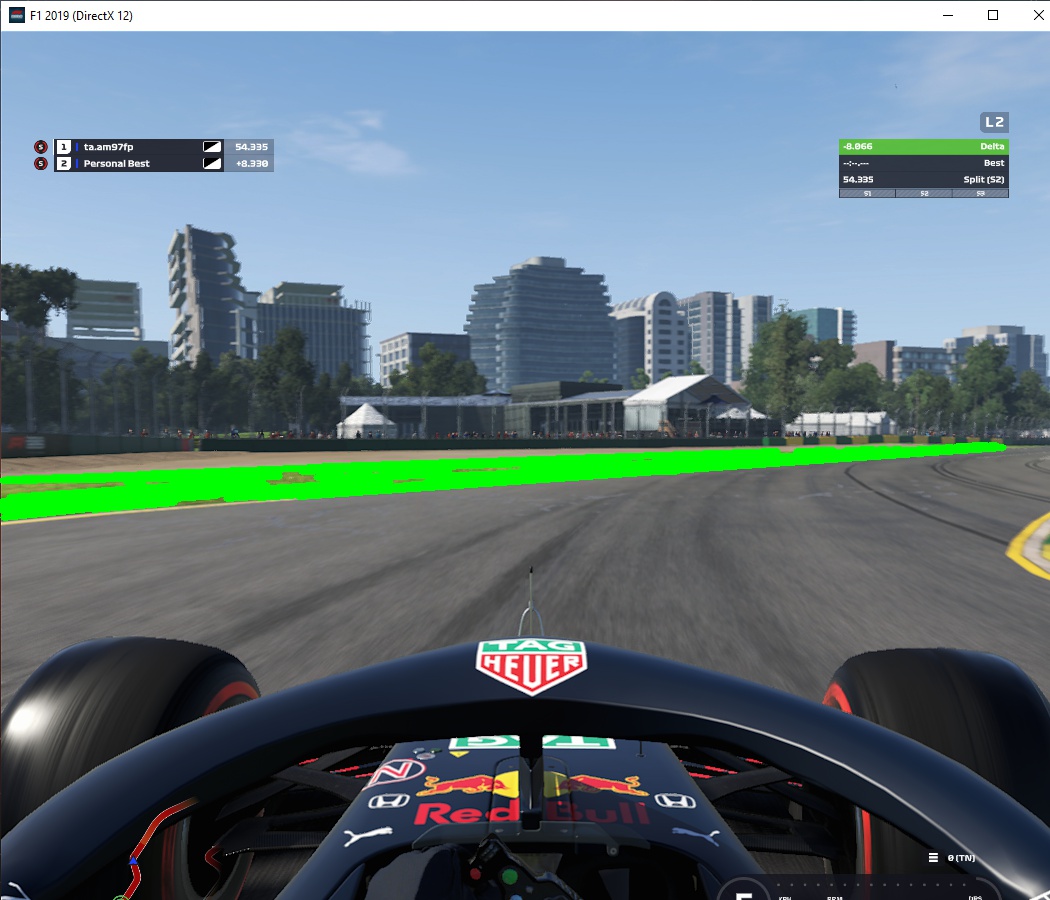 F1 2019 (DirectX 12)
L2
S 1 ta.am97fp 54.335
S 2 Personal Best +8.330
-8.066 Delta
--:--.--- Best
54.335 Split (S2)
S1 S2 S3
TAG
HEUER
Red Bull
0 (TN)